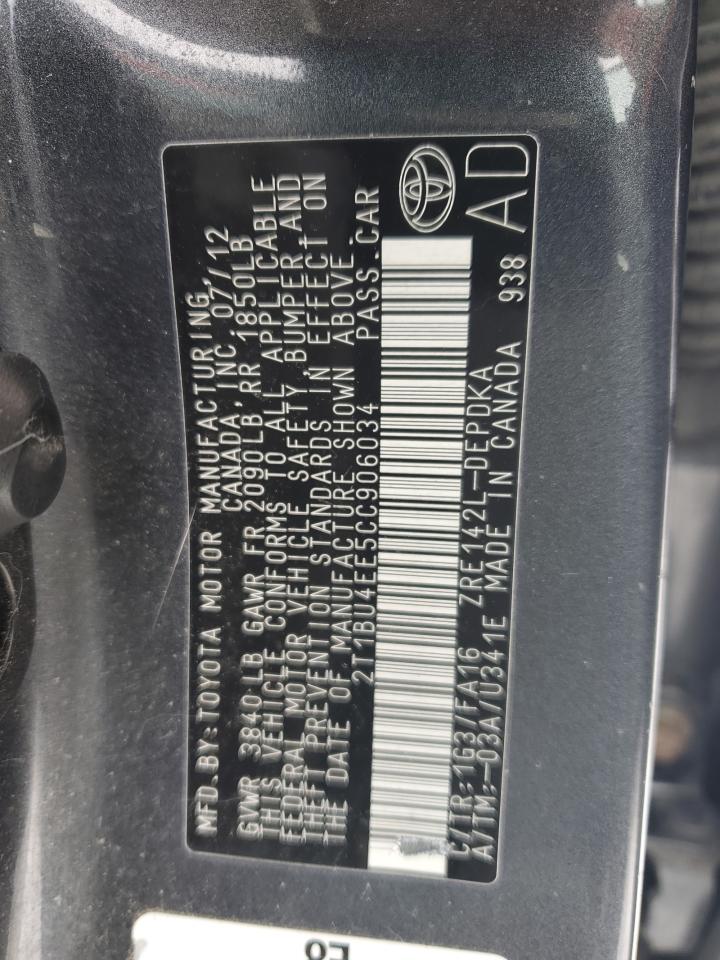 MFD.BY:TOYOTA MOTOR MANUFACTURING,
CANADA, INC. 07/12
GVWR 3840LB GAWR FR 2090LB RR 1850LB
THIS VEHICLE CONFORMS TO ALL APPLICABLE
FEDERAL MOTOR VEHICLE SAFETY, BUMPER,AND
THEFT PREVENTION STANDARDS IN EFFECT ON
THE DATE OF MANUFACTURE SHOWN ABOVE.
2T1BU4EE5CC906034 PASS.CAR
C/TR:1G3/FA16 ZRE142L-DEPDKA
A/TM:-03A/U341E MADE IN CANADA 938
AD